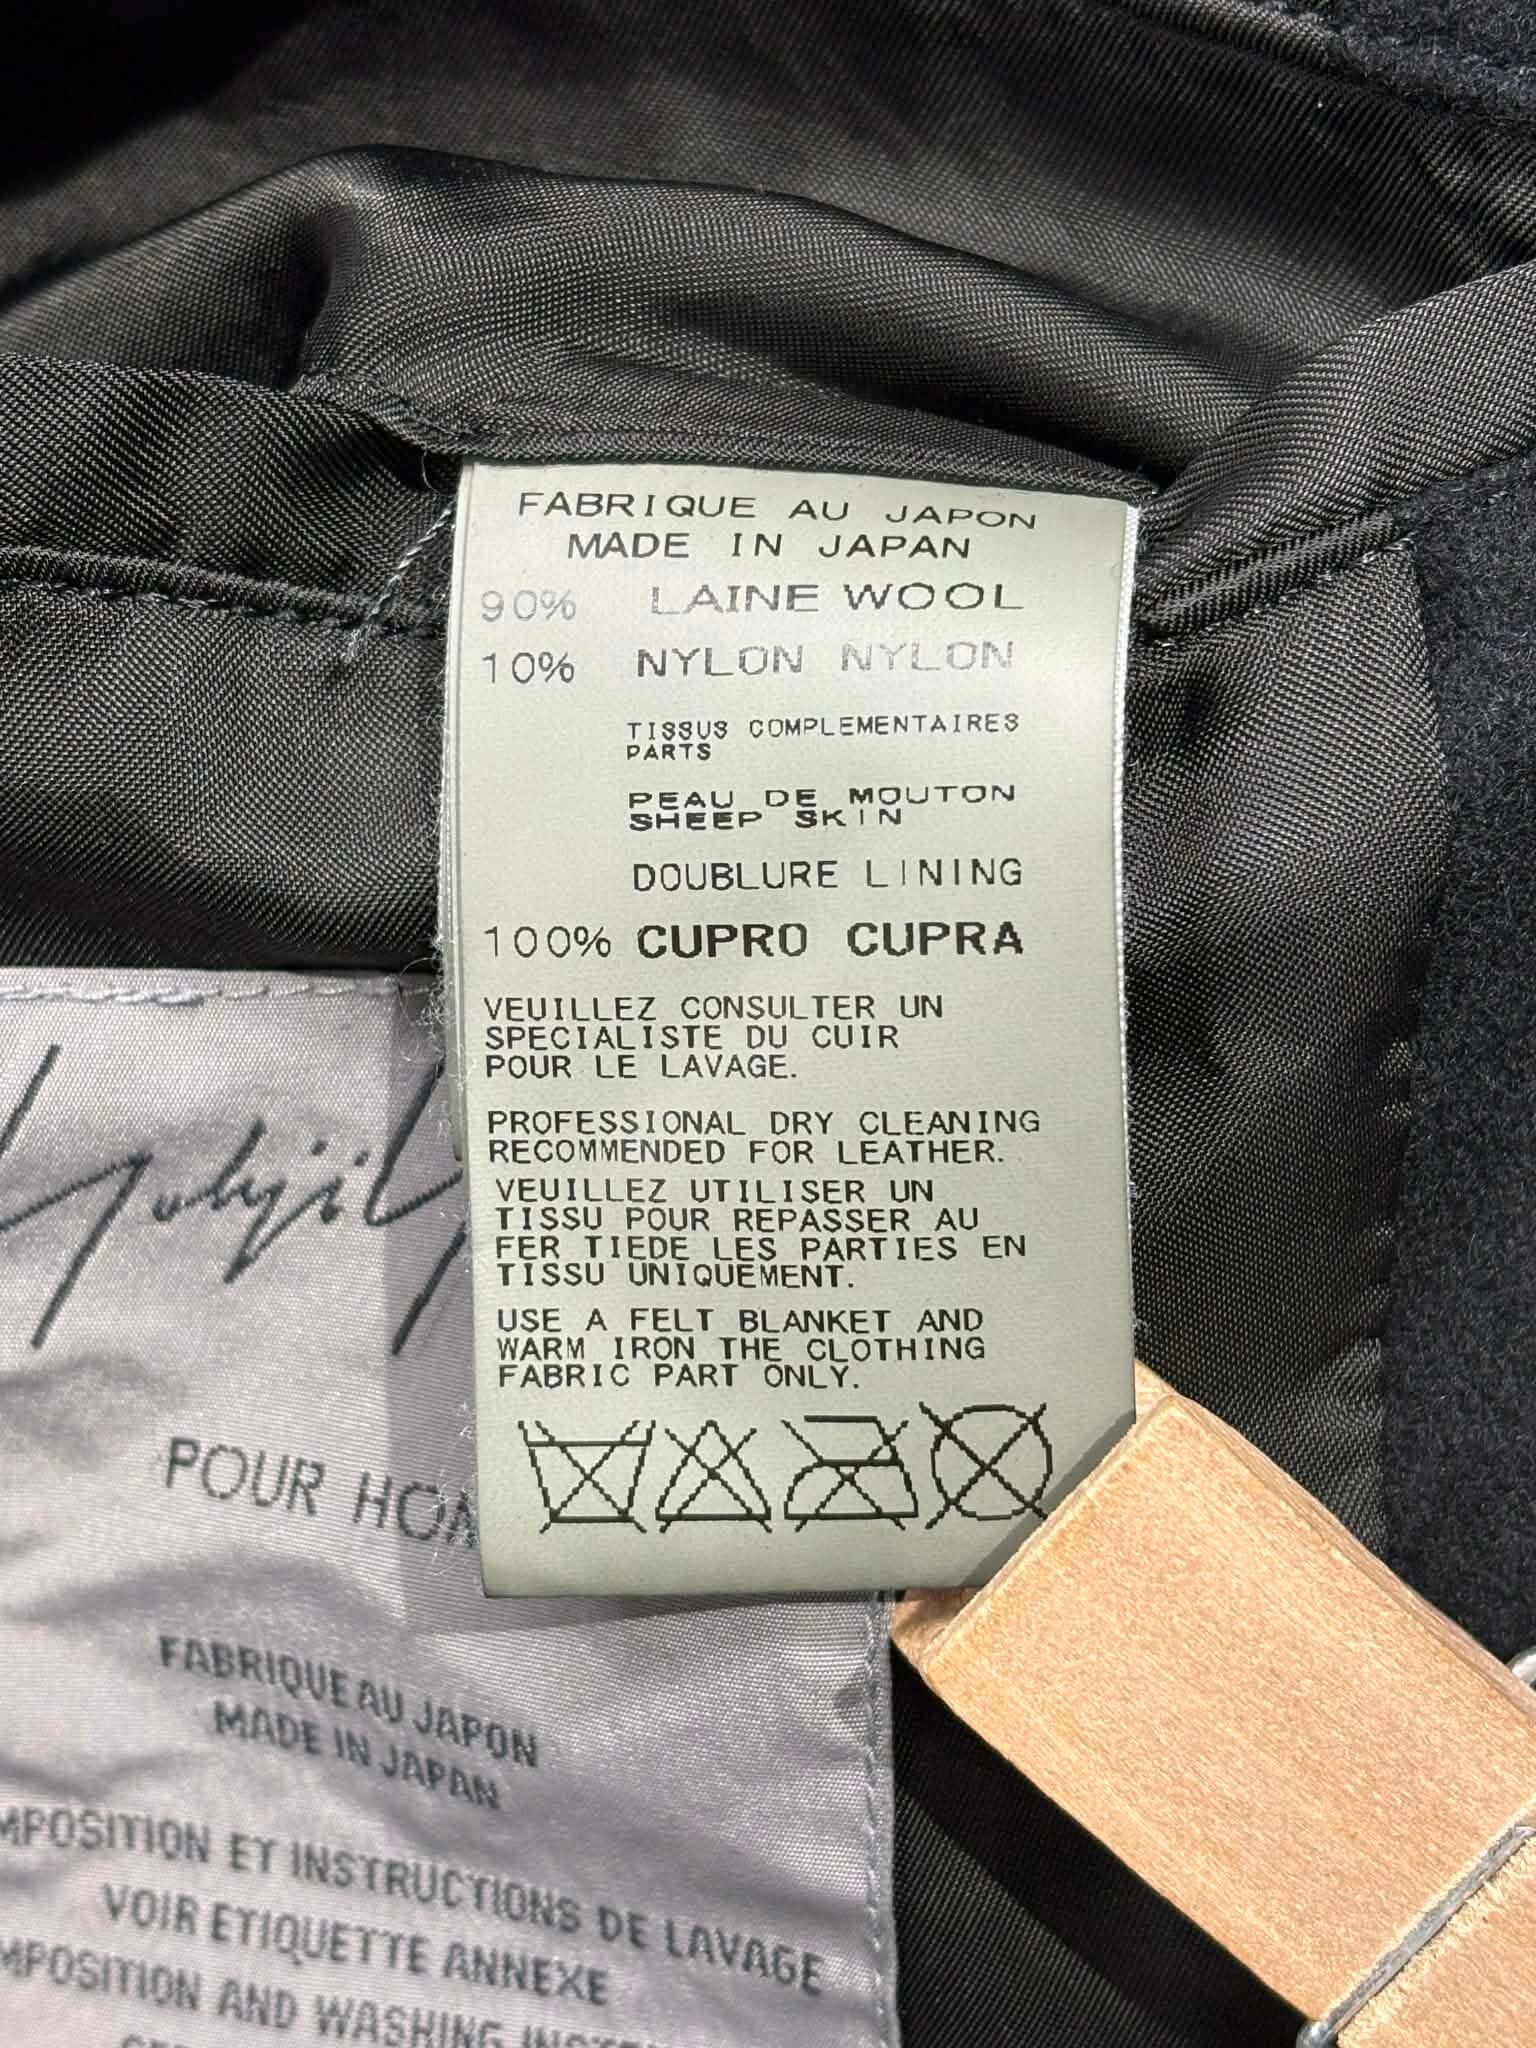 FABRIQUE AU JAPON
MADE IN JAPAN
90% LAINE WOOL
10% NYLON NYLON
TISSUS COMPLEMENTAIRES
PARTS
PEAU DE MOUTON
SHEEP SKIN
DOUBLURE LINING
100% CUPRO CUPRA
VEUILLEZ CONSULTER UN
SPECIALISTE DU CUIR
POUR LE LAVAGE.
PROFESSIONAL DRY CLEANING
RECOMMENDED FOR LEATHER.
VEUILLEZ UTILISER UN
TISSU POUR REPASSER AU
FER TIEDE LES PARTIES EN
TISSU UNIQUEMENT.
USE A FELT BLANKET AND
WARM IRON THE CLOTHING
FABRIC PART ONLY.
POUR HOM
FABRIQUE AU JAPON
MADE IN JAPAN
MPOSITION ET INSTRUCTIONS DE LAVAGE
VOIR ETIQUETTE ANNEXE
MPOSITION AND WASHING